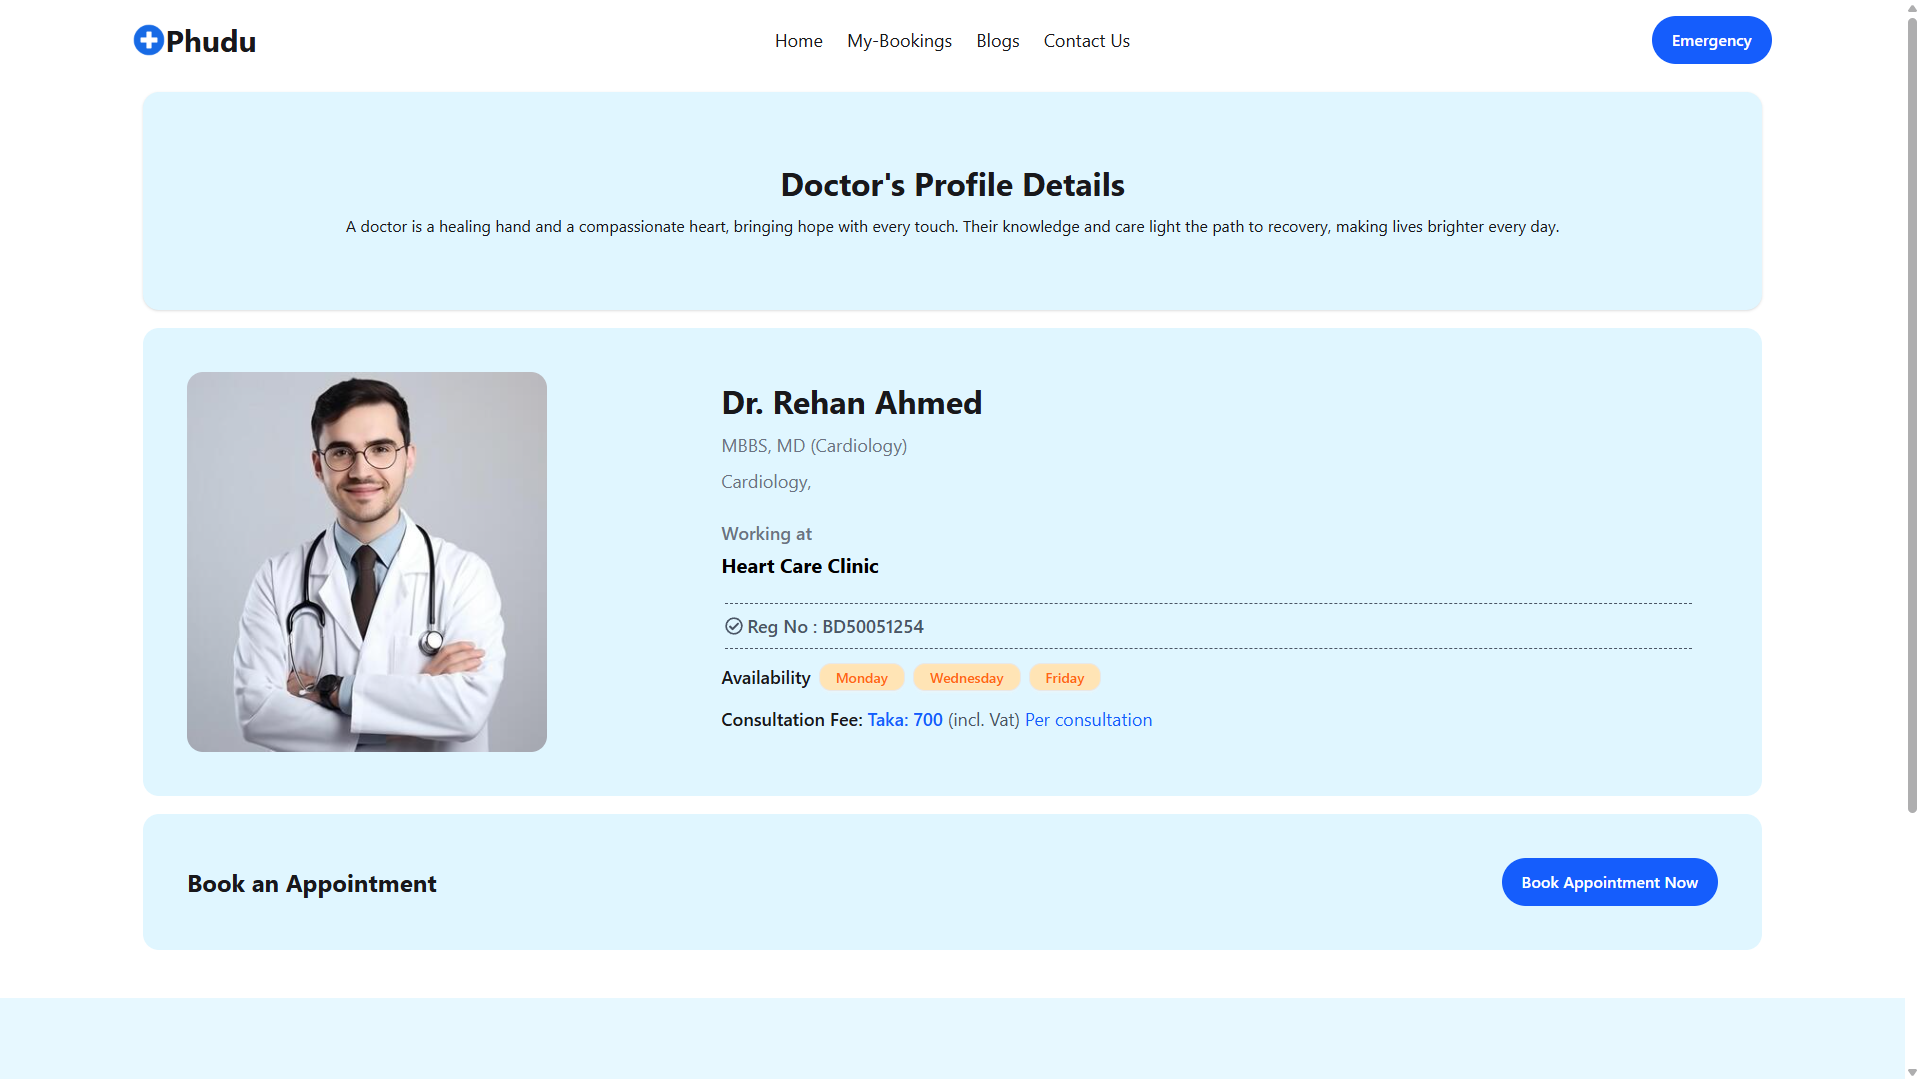 Phudu
Home My-Bookings Blogs Contact Us
Emergency
Doctor's Profile Details
A doctor is a healing hand and a compassionate heart, bringing hope with every touch. Their knowledge and care light the path to recovery, making lives brighter every day.
Dr. Rehan Ahmed
MBBS, MD (Cardiology)
Cardiology,
Working at
Heart Care Clinic
Reg No : BD50051254
Availability Monday Wednesday Friday
Consultation Fee: Taka: 700 (incl. Vat) Per consultation
Book an Appointment
Book Appointment Now